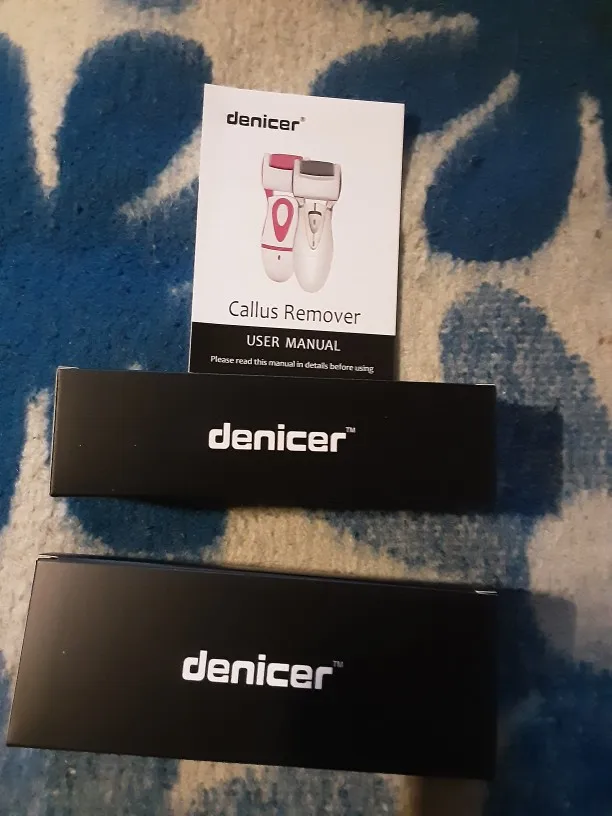 denicer®
Callus Remover
USER MANUAL
Please read this manual in details before using
denicer™
denicer™